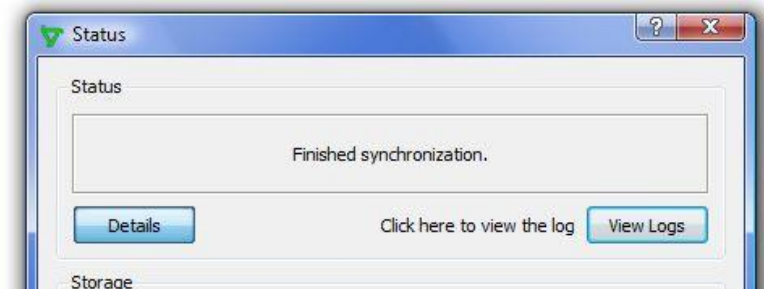 Status
Status
Finished synchronization.
Details Click here to view the log View Logs
Storage